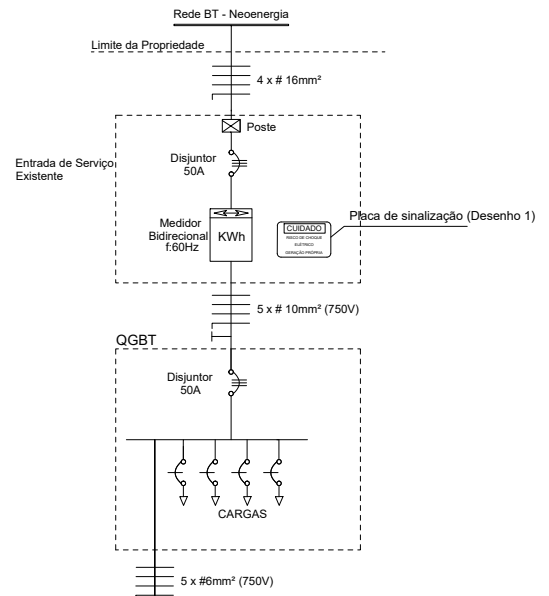 Rede BT - Neoenergia
Limite da Propriedade
4 x # 16mm²
Poste
Entrada de Serviço
Existente
Disjuntor
50A
Medidor
Bidirecional
f:60Hz
KWh
CUIDADO
RISCO DE CHOQUE
ELÉTRICO
GERAÇÃO PRÓPRIA
Placa de sinalização (Desenho 1)
5 x # 10mm² (750V)
QGBT
Disjuntor
50A
CARGAS
5 x #6mm² (750V)